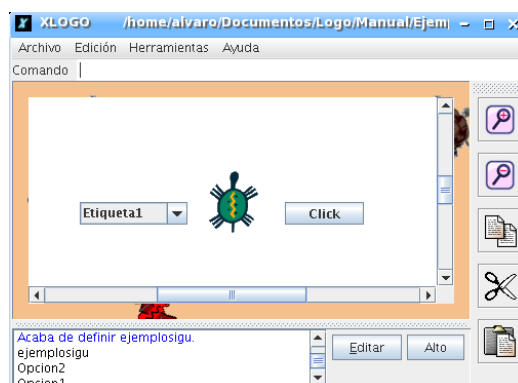 XLOGO /home/alvaro/Documentos/Logo/Manual/Ejem
Archivo Edición Herramientas Ayuda
Comando
Etiqueta1
Click
Acaba de definir ejemplosigu.
ejemplosigu
Opcion2
Opcion1
Editar
Alto